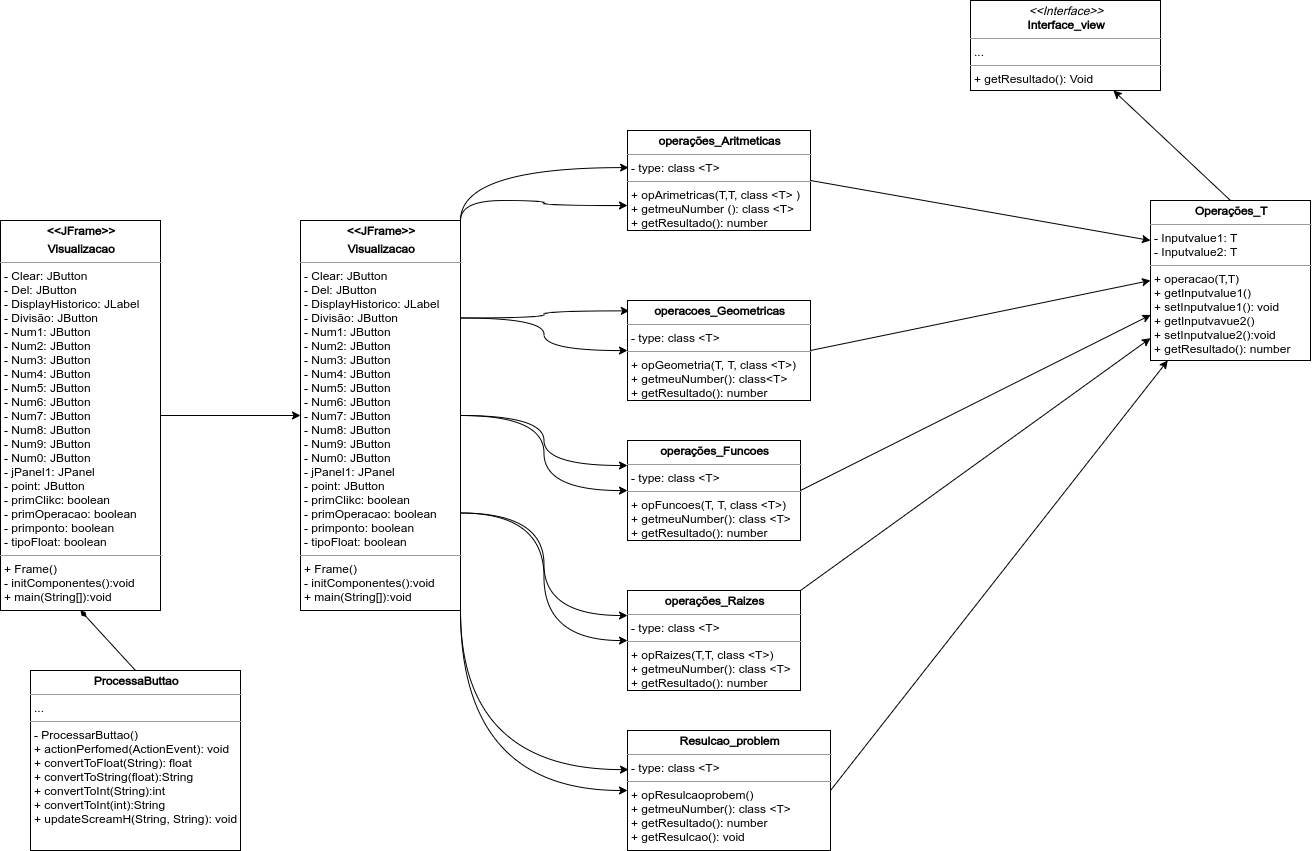 <<Interface>>
Interface_view
...
+ getResultado(): Void
operações_Aritmeticas
- type: class <T>
+ opArimetricas(T,T, class <T> )
+ getmeuNumber (): class <T>
+ getResultado(): number
Operações_T
- Inputvalue1: T
- Inputvalue2: T
+ operacao(T,T)
+ getInputvalue1()
+ setInputvalue1(): void
+ getInputvavue2()
+ setInputvalue2():void
+ getResultado(): number
<<JFrame>>
Visualizacao
- Clear: JButton
- Del: JButton
- DisplayHistorico: JLabel
- Divisão: JButton
- Num1: JButton
- Num2: JButton
- Num3: JButton
- Num4: JButton
- Num5: JButton
- Num6: JButton
- Num7: JButton
- Num8: JButton
- Num9: JButton
- Num0: JButton
- jPanel1: JPanel
- point: JButton
- primClikc: boolean
- primOperacao: boolean
- primponto: boolean
- tipoFloat: boolean
+ Frame()
- initComponentes():void
+ main(String[]):void
<<JFrame>>
Visualizacao
- Clear: JButton
- Del: JButton
- DisplayHistorico: JLabel
- Divisão: JButton
- Num1: JButton
- Num2: JButton
- Num3: JButton
- Num4: JButton
- Num5: JButton
- Num6: JButton
- Num7: JButton
- Num8: JButton
- Num9: JButton
- Num0: JButton
- jPanel1: JPanel
- point: JButton
- primClikc: boolean
- primOperacao: boolean
- primponto: boolean
- tipoFloat: boolean
+ Frame()
- initComponentes():void
+ main(String[]):void
operacoes_Geometricas
- type: class <T>
+ opGeometria(T, T, class <T>)
+ getmeuNumber(): class<T>
+ getResultado(): number
operações_Funcoes
- type: class <T>
+ opFuncoes(T, T, class <T>)
+ getmeuNumber(): class <T>
+ getResultado(): number
operações_Raizes
- type: class <T>
+ opRaizes(T,T, class <T>)
+ getmeuNumber(): class <T>
+ getResultado(): number
ProcessaButtao
...
- ProcessarButtao()
+ actionPerfomed(ActionEvent): void
+ convertToFloat(String): float
+ convertToString(float):String
+ convertToInt(String):int
+ convertToInt(int):String
+ updateScreamH(String, String): void
Resulcao_problem
- type: class <T>
+ opResulcaoprobem()
+ getmeuNumber(): class <T>
+ getResultado(): number
+ getResulcao(): void